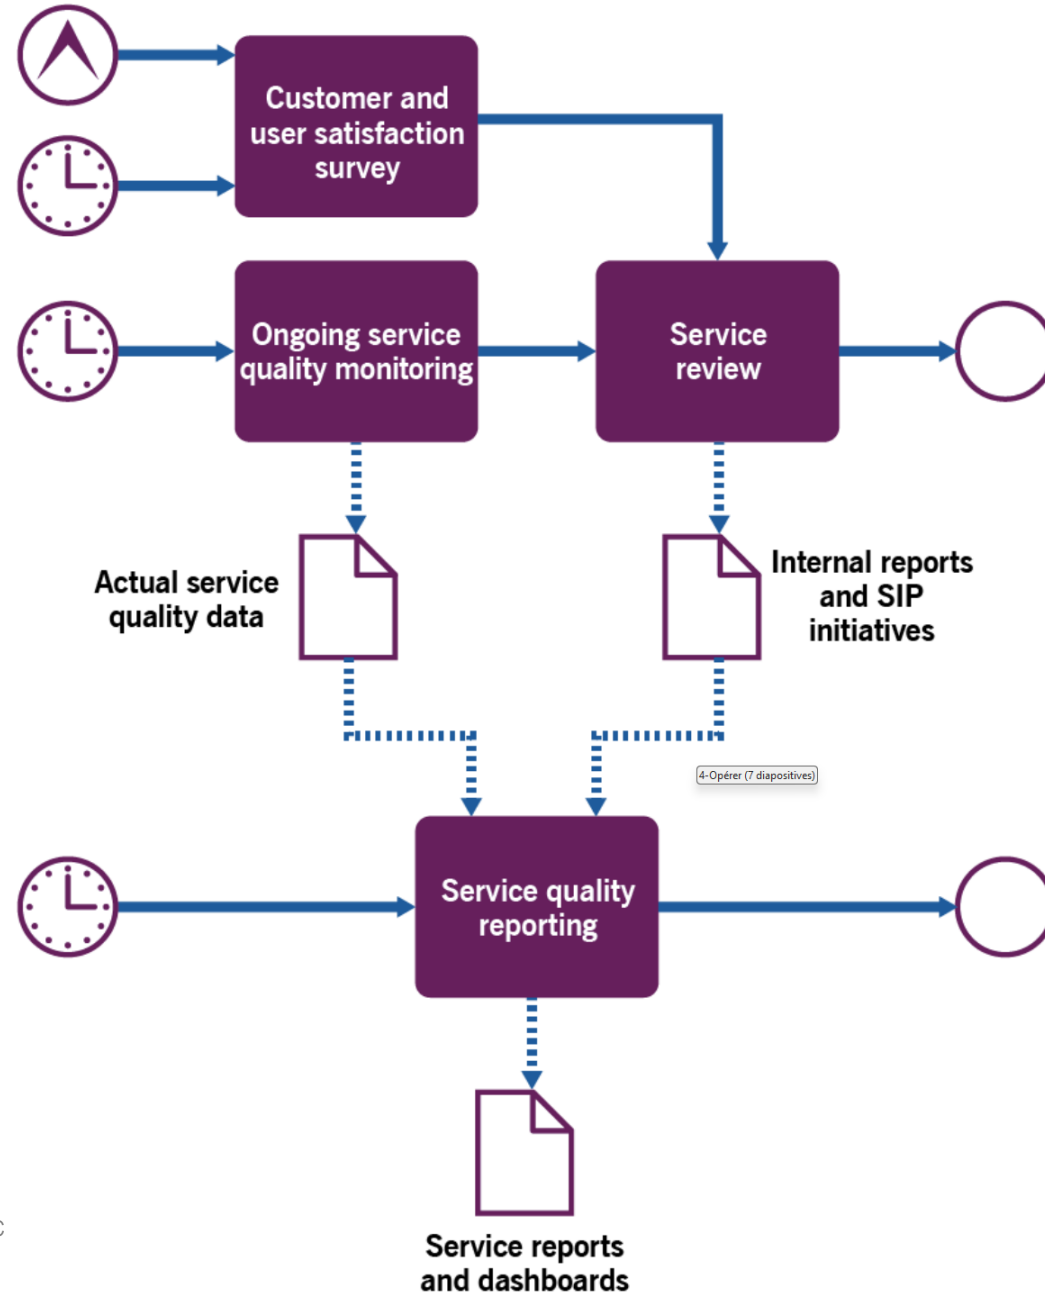 Customer and
user satisfaction
survey
Ongoing service
quality monitoring
Service
review
Actual service
quality data
Internal reports
and SIP
initiatives
4-Opérer (7 diapositives)
Service quality
reporting
Service reports
and dashboards